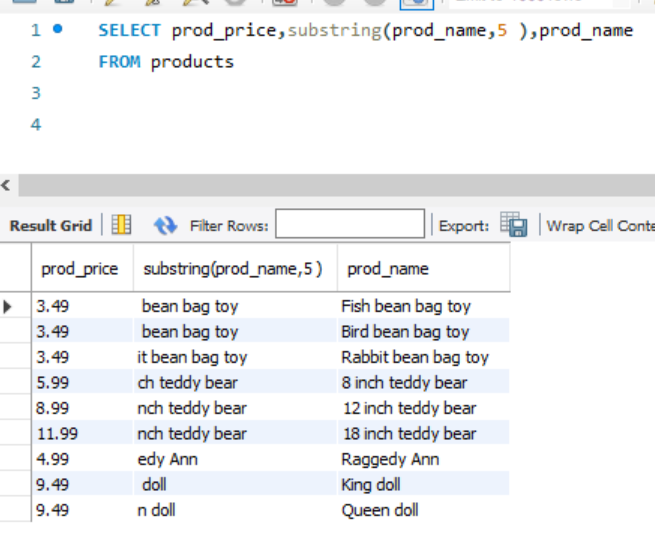 1 SELECT prod_price,substring(prod_name,5 ),prod_name
2 FROM products
3
4
<
Result Grid Filter Rows: Export: Wrap Cell Conte
prod_price substring(prod_name,5 ) prod_name
3.49 bean bag toy Fish bean bag toy
3.49 bean bag toy Bird bean bag toy
3.49 it bean bag toy Rabbit bean bag toy
5.99 ch teddy bear 8 inch teddy bear
8.99 nch teddy bear 12 inch teddy bear
11.99 nch teddy bear 18 inch teddy bear
4.99 edy Ann Raggedy Ann
9.49 doll King doll
9.49 n doll Queen doll